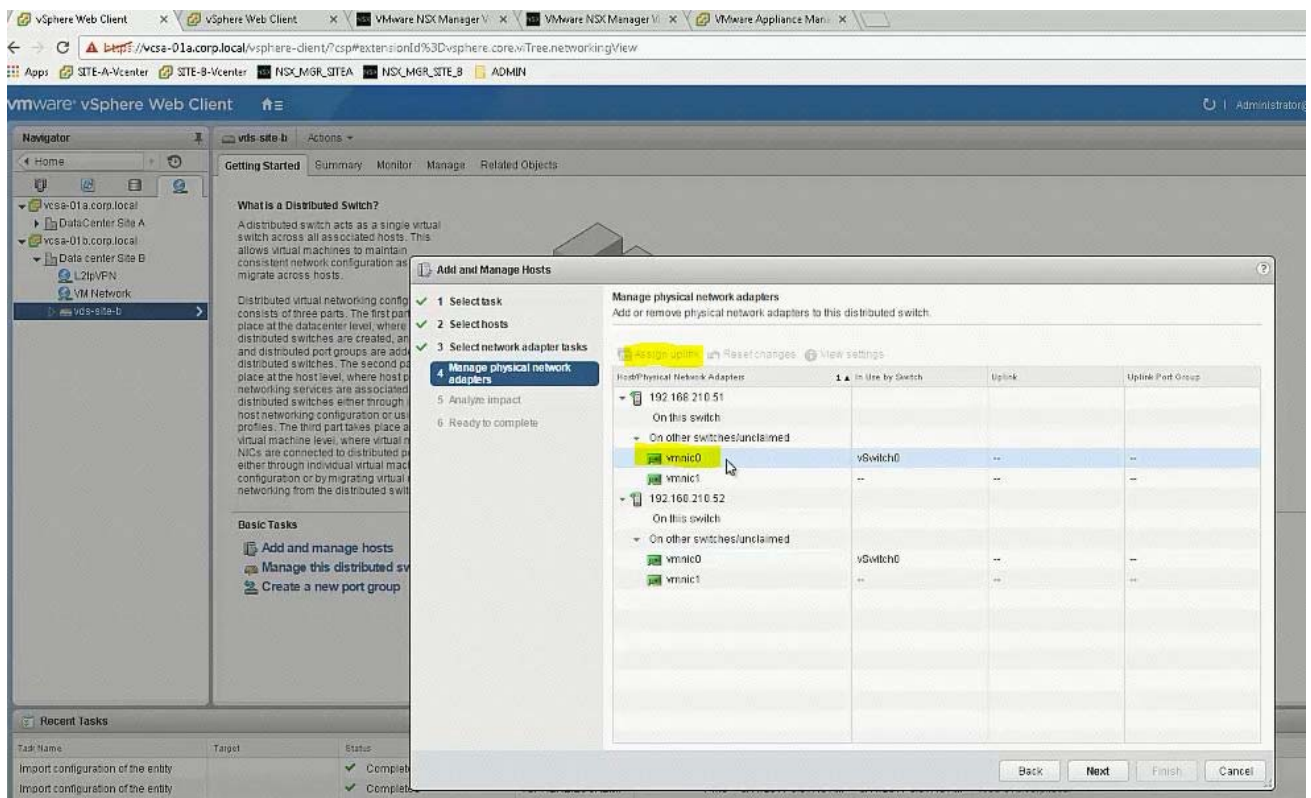 vSphere Web Client
vSphere Web Client
VMware NSX Manager V
VMware NSX Manager V
VMware Appliance Man
https://vcsa-01a.corp.local/vsphere-client/?csp#extensionId%3Dvsphere.core.viTree.networkingView
Apps SITE-A-Vcenter SITE-B-Vcenter NSX_MGR_SITEA NSX_MGR_SITE_B ADMIN
vmware vSphere Web Client
Administrator@
Navigator
Home
vcsa-01a.corp.local
DataCenter Site A
vcsa-01b.corp.local
Data center Site B
L2tpVPN
VM Network
vds-site-b
vds-site-b Actions
Getting Started Summary Monitor Manage Related Objects
What is a Distributed Switch?
A distributed switch acts as a single virtual
switch across all associated hosts. This
allows virtual machines to maintain
consistent network configuration as
migrate across hosts.
Distributed virtual networking config
consists of three parts. The first part
place at the datacenter level, where
distributed switches are created, an
and distributed port groups are adde
distributed switches. The second pa
place at the host level, where host p
networking services are associated
distributed switches either through i
host networking configuration or usi
profiles. The third part takes place a
virtual machine level, where virtual m
NICs are connected to distributed p
either through individual virtual mac
configuration or by migrating virtual
networking from the distributed swit
Basic Tasks
Add and manage hosts
Manage this distributed sw
Create a new port group
Add and Manage Hosts
1 Select task
2 Select hosts
3 Select network adapter tasks
4 Manage physical network
adapters
5 Analyze impact
6 Ready to complete
Manage physical network adapters
Add or remove physical network adapters to this distributed switch.
Assign uplink Reset changes View settings
Host/Physical Network Adapters 1 In Use by Switch Uplink Uplink Port Group
192.168.210.51
On this switch
On other switches/unclaimed
vmnic0 vSwitch0 -- --
vmnic1 -- -- --
192.168.210.52
On this switch
On other switches/unclaimed
vmnic0 vSwitch0 -- --
vmnic1 -- -- --
Back Next Finish Cancel
Recent Tasks
Task Name Target Status
Import configuration of the entity Complete
Import configuration of the entity Complete